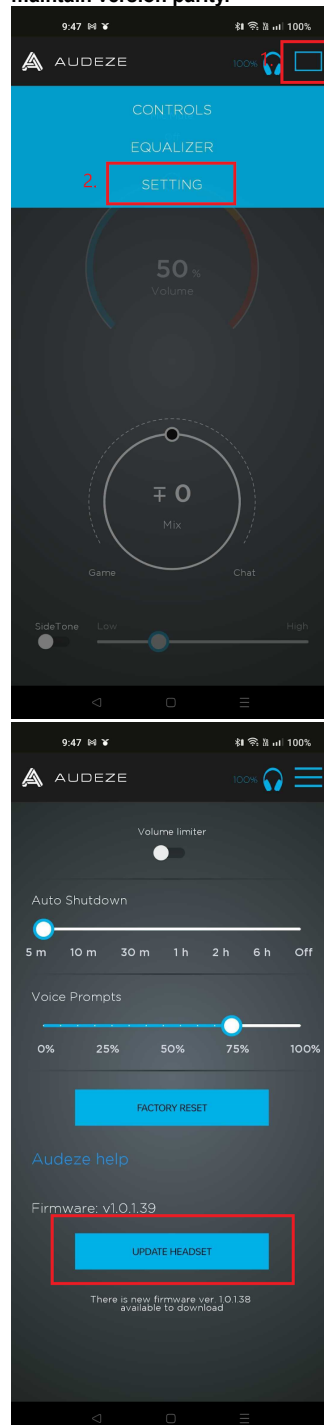 maintain version parity.
9:47 100%
AUDEZE 100% 1.
CONTROLS
EQUALIZER
2. SETTING
50 %
Volume
∓ 0
Mix
Game Chat
SideTone Low High
9:47 100%
AUDEZE 100%
Volume limiter
Auto Shutdown
5 m 10 m 30 m 1 h 2 h 6 h Off
Voice Prompts
0% 25% 50% 75% 100%
FACTORY RESET
Audeze help
Firmware: v1.0.1.39
UPDATE HEADSET
There is new firmware ver. 1.0.1.38
available to download